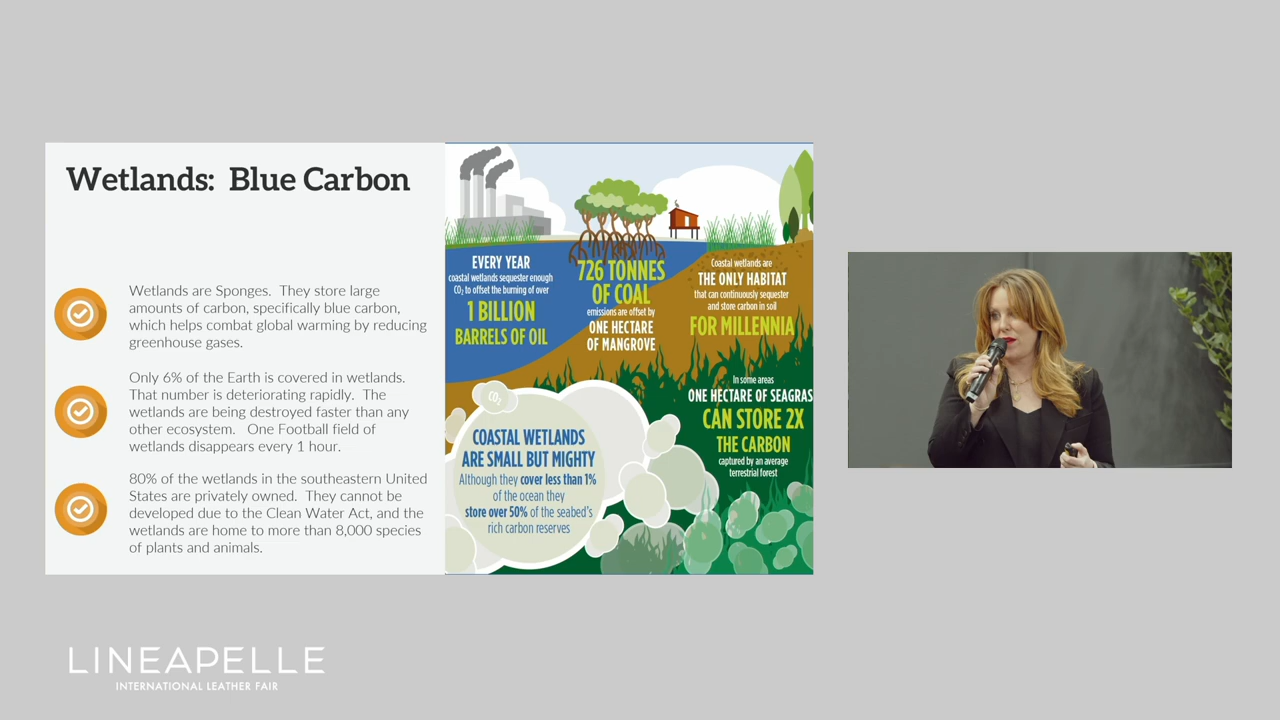 Wetlands: Blue Carbon
Wetlands are Sponges. They store large
amounts of carbon, specifically blue carbon,
which helps combat global warming by reducing
greenhouse gases.
Only 6% of the Earth is covered in wetlands.
That number is deteriorating rapidly. The
wetlands are being destroyed faster than any
other ecosystem. One Football field of
wetlands disappears every 1 hour.
80% of the wetlands in the southeastern United
States are privately owned. They cannot be
developed due to the Clean Water Act, and the
wetlands are home to more than 8,000 species
of plants and animals.
EVERY YEAR
coastal wetlands sequester enough
CO₂ to offset the burning of over
1 BILLION
BARRELS OF OIL
726 TONNES
OF COAL
emissions are offset by
ONE HECTARE
OF MANGROVE
Coastal wetlands are
THE ONLY HABITAT
that can continuously sequester
and store carbon in soil
FOR MILLENNIA
In some areas
ONE HECTARE OF SEAGRAS
CAN STORE 2X
THE CARBON
captured by an average
terrestrial forest
CO₂
COASTAL WETLANDS
ARE SMALL BUT MIGHTY
Although they cover less than 1%
of the ocean they
store over 50% of the seabed's
rich carbon reserves
LINEAPELLE
INTERNATIONAL LEATHER FAIR